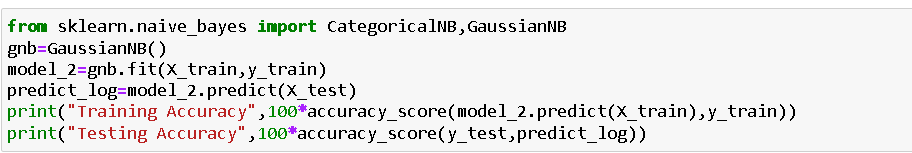 from sklearn.naive_bayes import CategoricalNB,GaussianNB
gnb=GaussianNB()
model_2=gnb.fit(X_train,y_train)
predict_log=model_2.predict(X_test)
print("Training Accuracy",100*accuracy_score(model_2.predict(X_train),y_train))
print("Testing Accuracy",100*accuracy_score(y_test,predict_log))